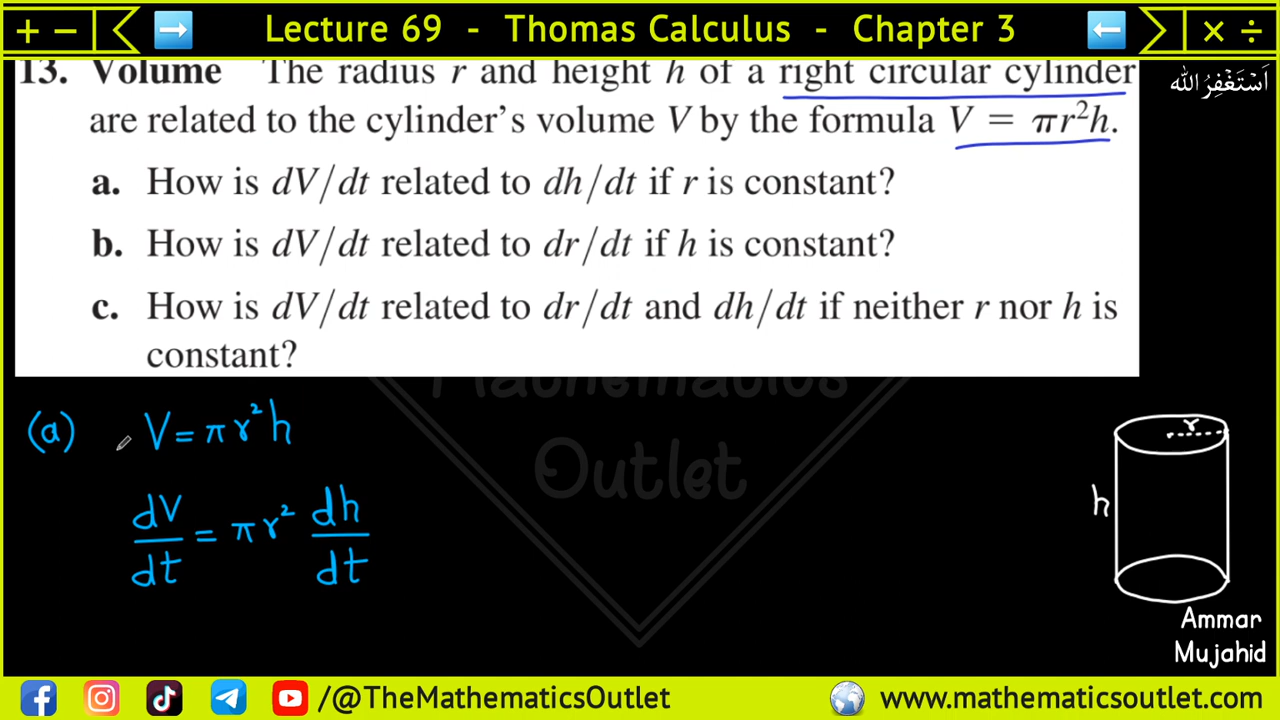 + − Lecture 69 - Thomas Calculus - Chapter 3 × ÷
13. Volume The radius r and height h of a right circular cylinder
أَسْتَغْفِرُ اللّٰه
are related to the cylinder's volume V by the formula V = πr²h.
a. How is dV/dt related to dh/dt if r is constant?
b. How is dV/dt related to dr/dt if h is constant?
c. How is dV/dt related to dr/dt and dh/dt if neither r nor h is
constant?
Mathematics
Outlet
(a) V = πr²h
dV/dt = πr² dh/dt
r
h
Ammar
Mujahid
/@TheMathematicsOutlet www.mathematicsoutlet.com